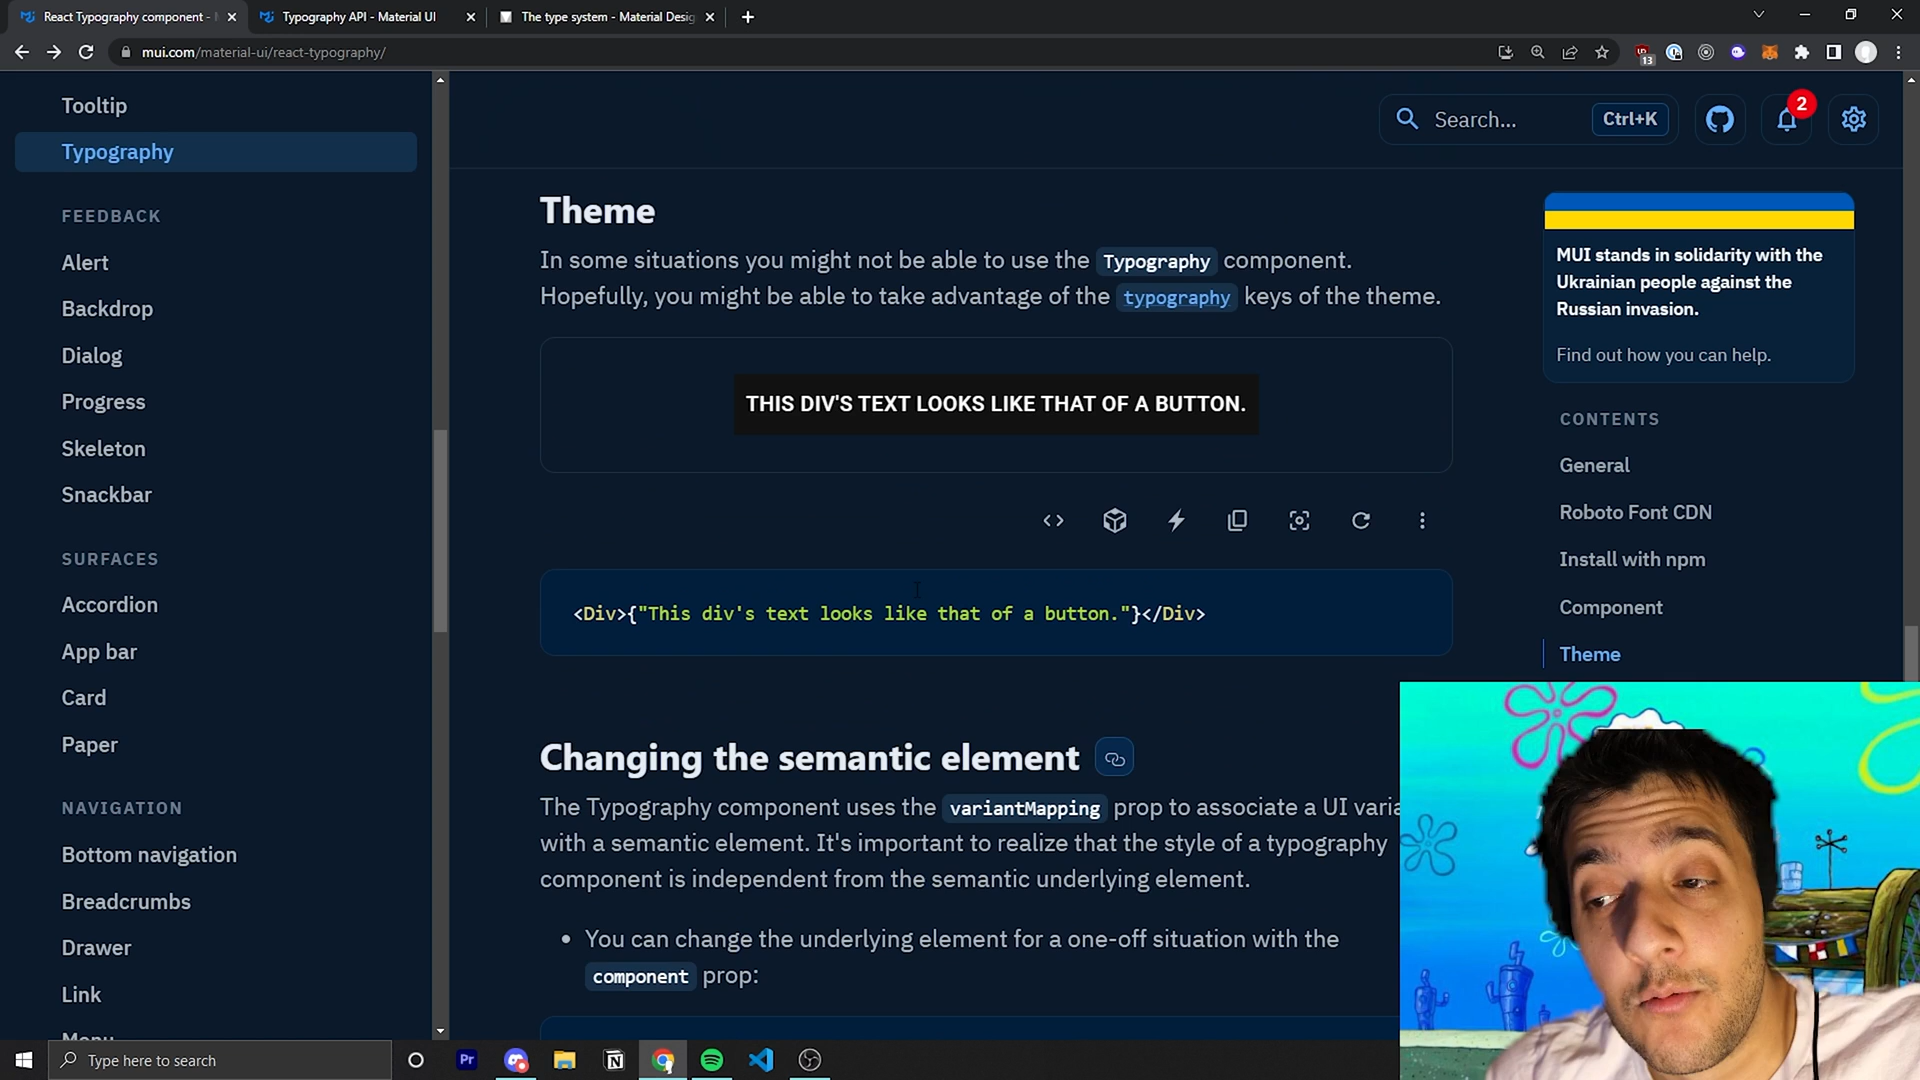 React Typography component -
Typography API - Material UI
The type system - Material Desig
mui.com/material-ui/react-typography/
13
Tooltip
Typography
FEEDBACK
Alert
Backdrop
Dialog
Progress
Skeleton
Snackbar
SURFACES
Accordion
App bar
Card
Paper
NAVIGATION
Bottom navigation
Breadcrumbs
Drawer
Link
Menu
Search...
Ctrl+K
2
Theme
In some situations you might not be able to use the Typography component.
Hopefully, you might be able to take advantage of the typography keys of the theme.
THIS DIV'S TEXT LOOKS LIKE THAT OF A BUTTON.
<Div>{"This div's text looks like that of a button."}</Div>
Changing the semantic element
The Typography component uses the variantMapping prop to associate a UI varia
with a semantic element. It's important to realize that the style of a typography
component is independent from the semantic underlying element.
• You can change the underlying element for a one-off situation with the
component prop:
MUI stands in solidarity with the
Ukrainian people against the
Russian invasion.
Find out how you can help.
CONTENTS
General
Roboto Font CDN
Install with npm
Component
Theme
Type here to search
Pr